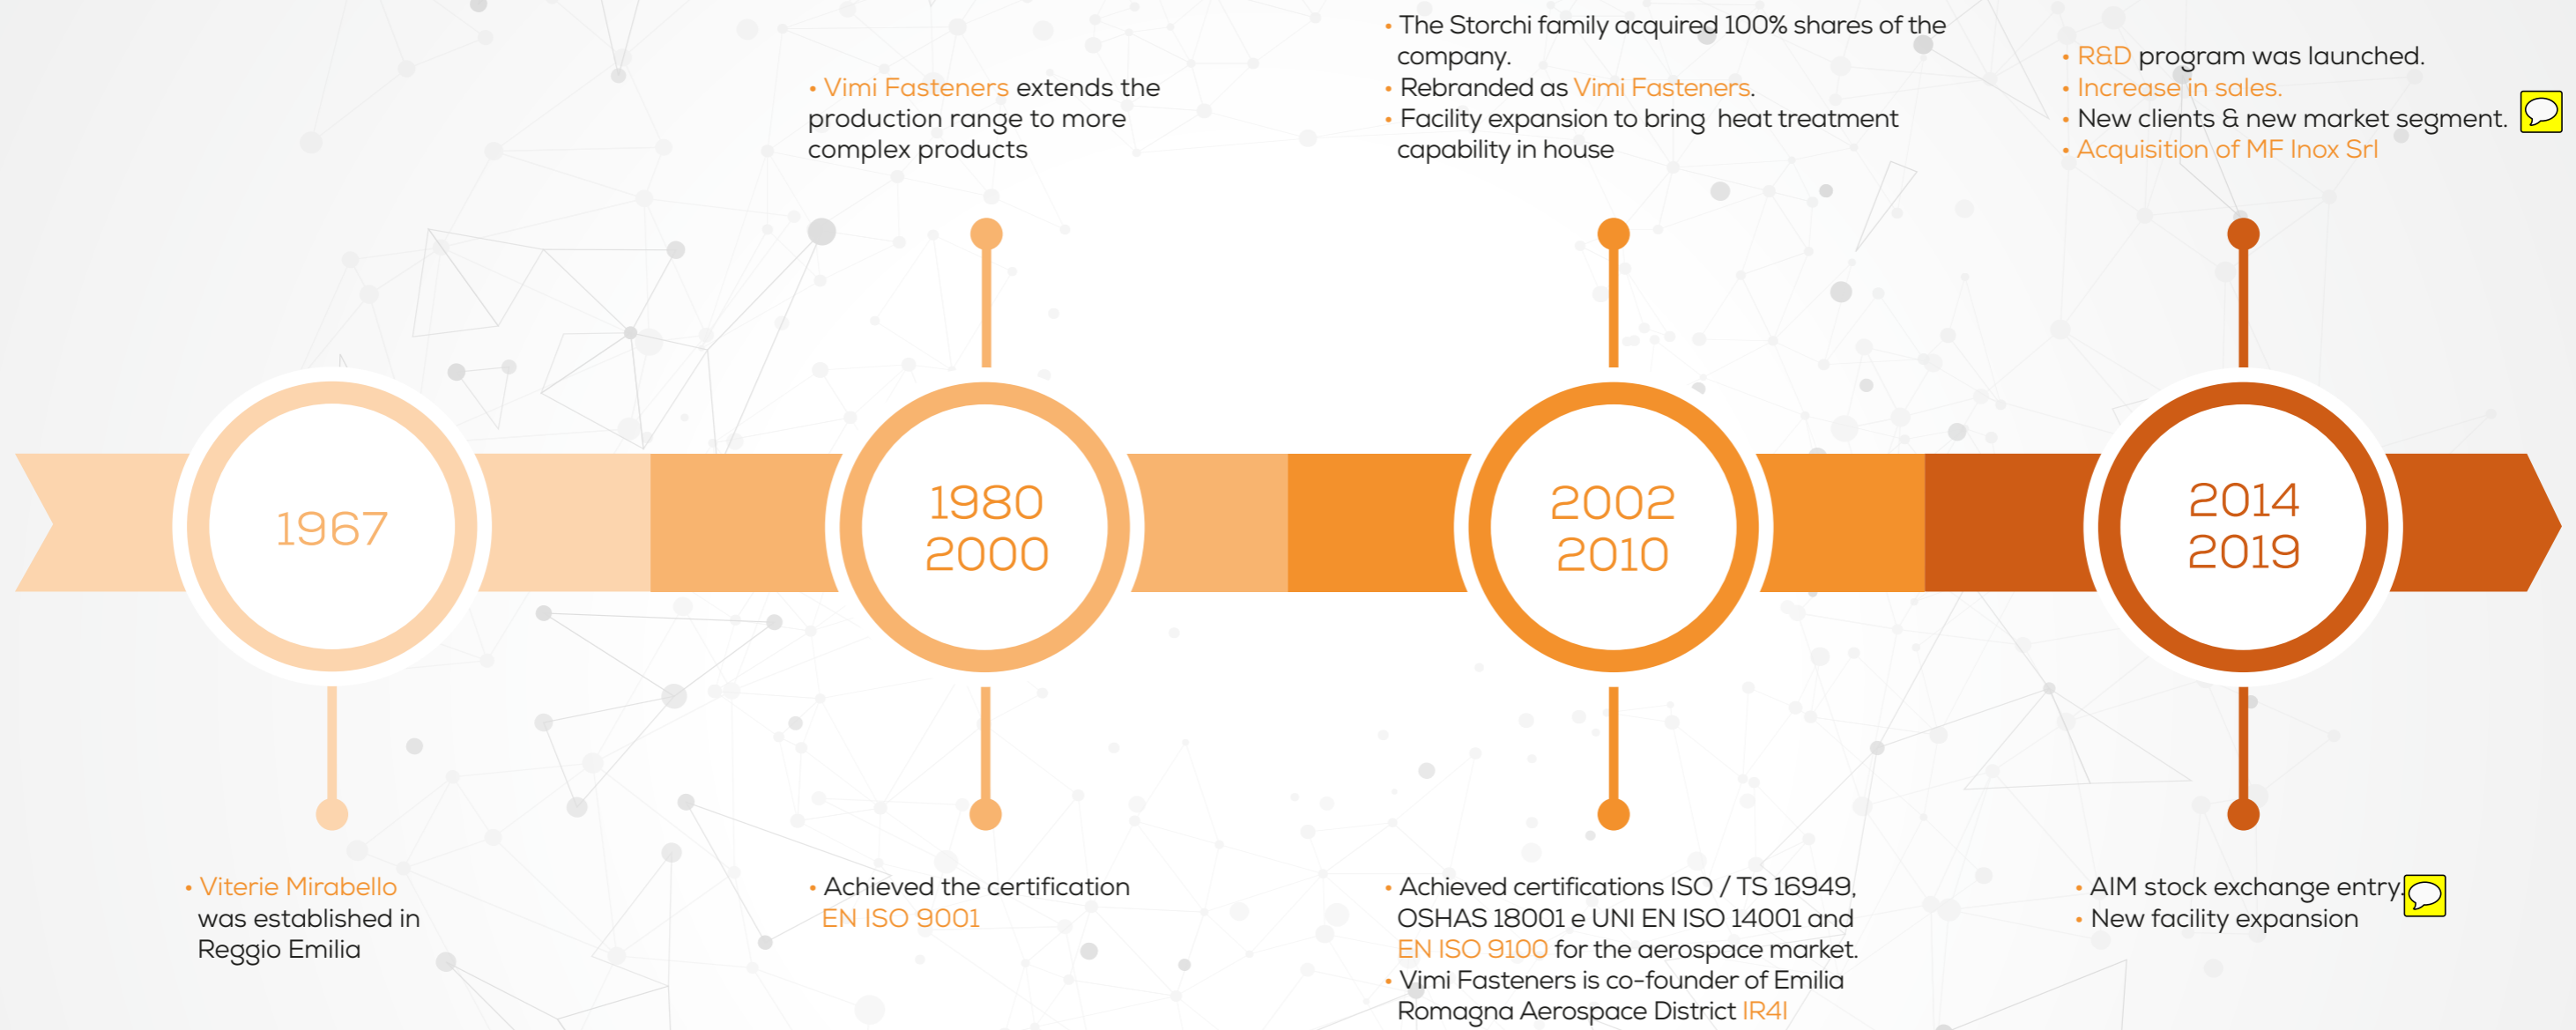 • Viterie Mirabello
was established in
Reggio Emilia
1967
• Vimi Fasteners extends the
production range to more
complex products
1980
2000
• Achieved the certification
EN ISO 9001
• The Storchi family acquired 100% shares of the
company.
• Rebranded as Vimi Fasteners.
• Facility expansion to bring heat treatment
capability in house
2002
2010
• Achieved certifications ISO / TS 16949,
OSHAS 18001 e UNI EN ISO 14001 and
EN ISO 9100 for the aerospace market.
• Vimi Fasteners is co-founder of Emilia
Romagna Aerospace District IR4I
• R&D program was launched.
• Increase in sales.
• New clients & new market segment.
• Acquisition of MF Inox Srl
2014
2019
• AIM stock exchange entry.
• New facility expansion